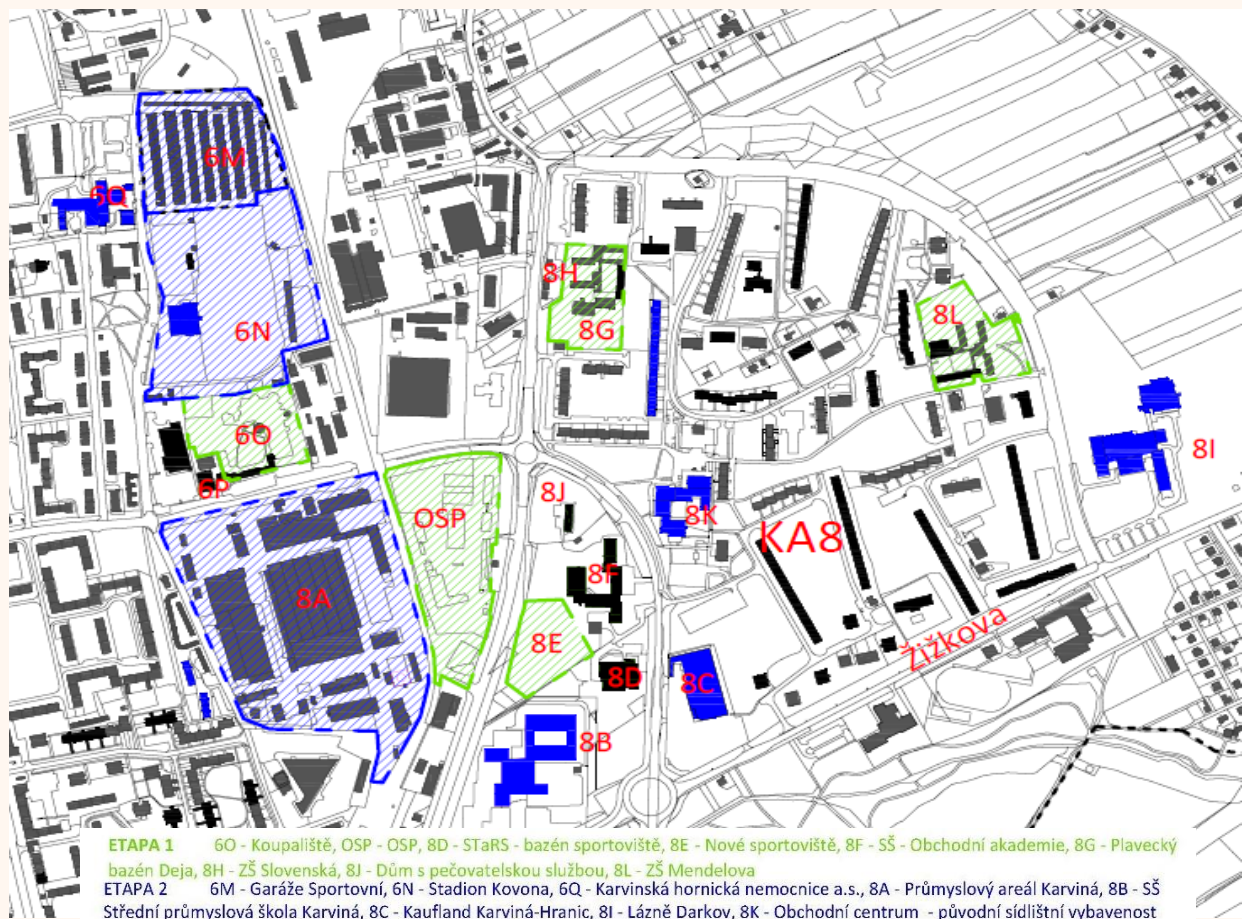 6M
6Q
6N
8H
8G
8L
6O
8I
6P
8J
OSP
8K
KA8
8F
8A
8E
Žižkova
8D
8C
8B
ETAPA 1 6O - Koupaliště, OSP - OSP, 8D - STaRS - bazén sportoviště, 8E - Nové sportoviště, 8F - SŠ - Obchodní akademie, 8G - Plavecký
bazén Deja, 8H - ZŠ Slovenská, 8J - Dům s pečovatelskou službou, 8L - ZŠ Mendelova
ETAPA 2 6M - Garáže Sportovní, 6N - Stadion Kovona, 6Q - Karvinská hornická nemocnice a.s., 8A - Průmyslový areál Karviná, 8B - SŠ
Střední průmyslová škola Karviná, 8C - Kaufland Karviná-Hranic, 8I - Lázně Darkov, 8K - Obchodní centrum - původní sídlištní vybavenost